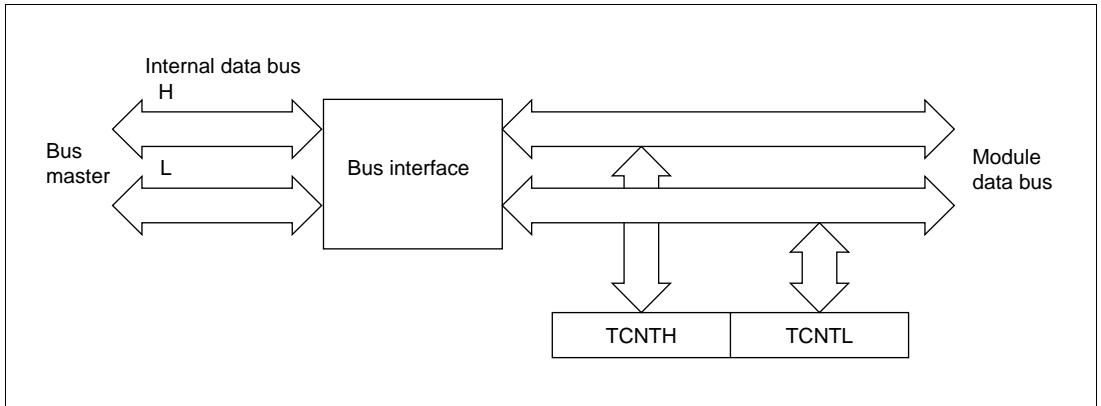 Internal data bus
H
Bus
master
L
Bus interface
Module
data bus
TCNTH
TCNTL